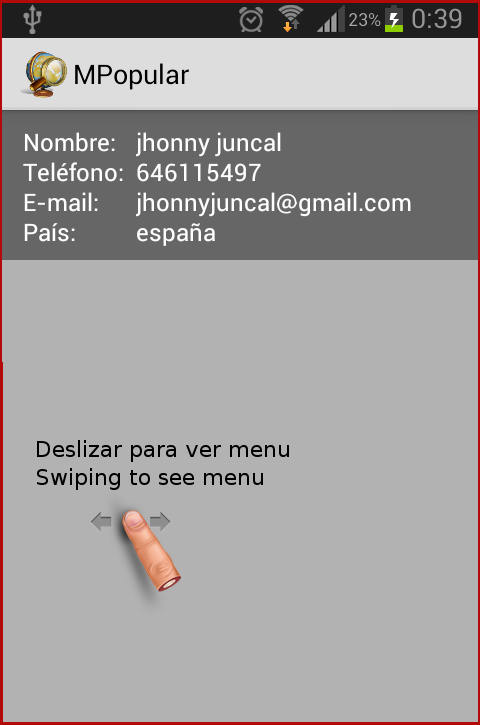 23% 0:39
MPopular
Nombre: jhonny juncal
Teléfono: 646115497
E-mail: jhonnyjuncal@gmail.com
País: españa
Deslizar para ver menu
Swiping to see menu